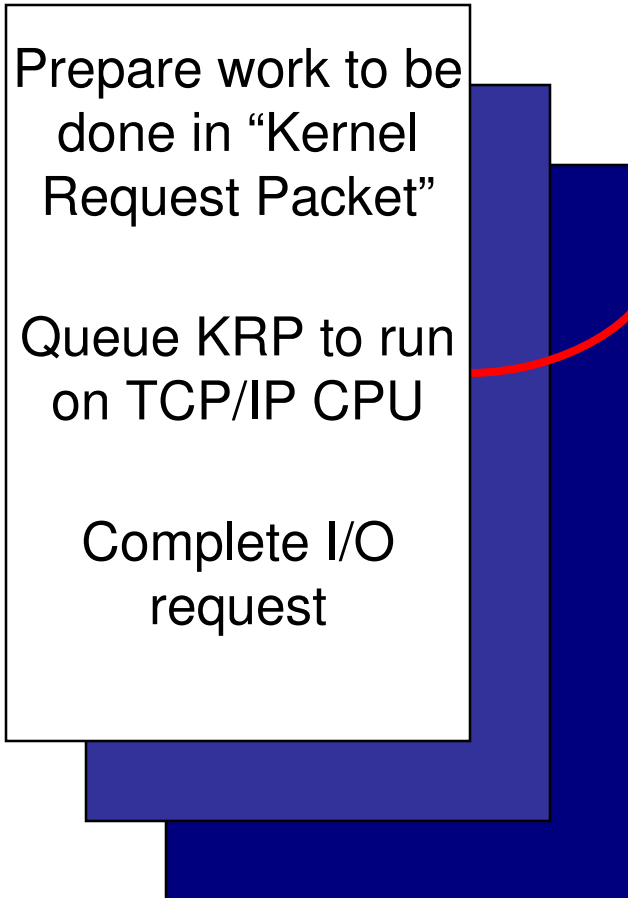 Prepare work to be
done in “Kernel
Request Packet”
Queue KRP to run
on TCP/IP CPU
Complete I/O
request